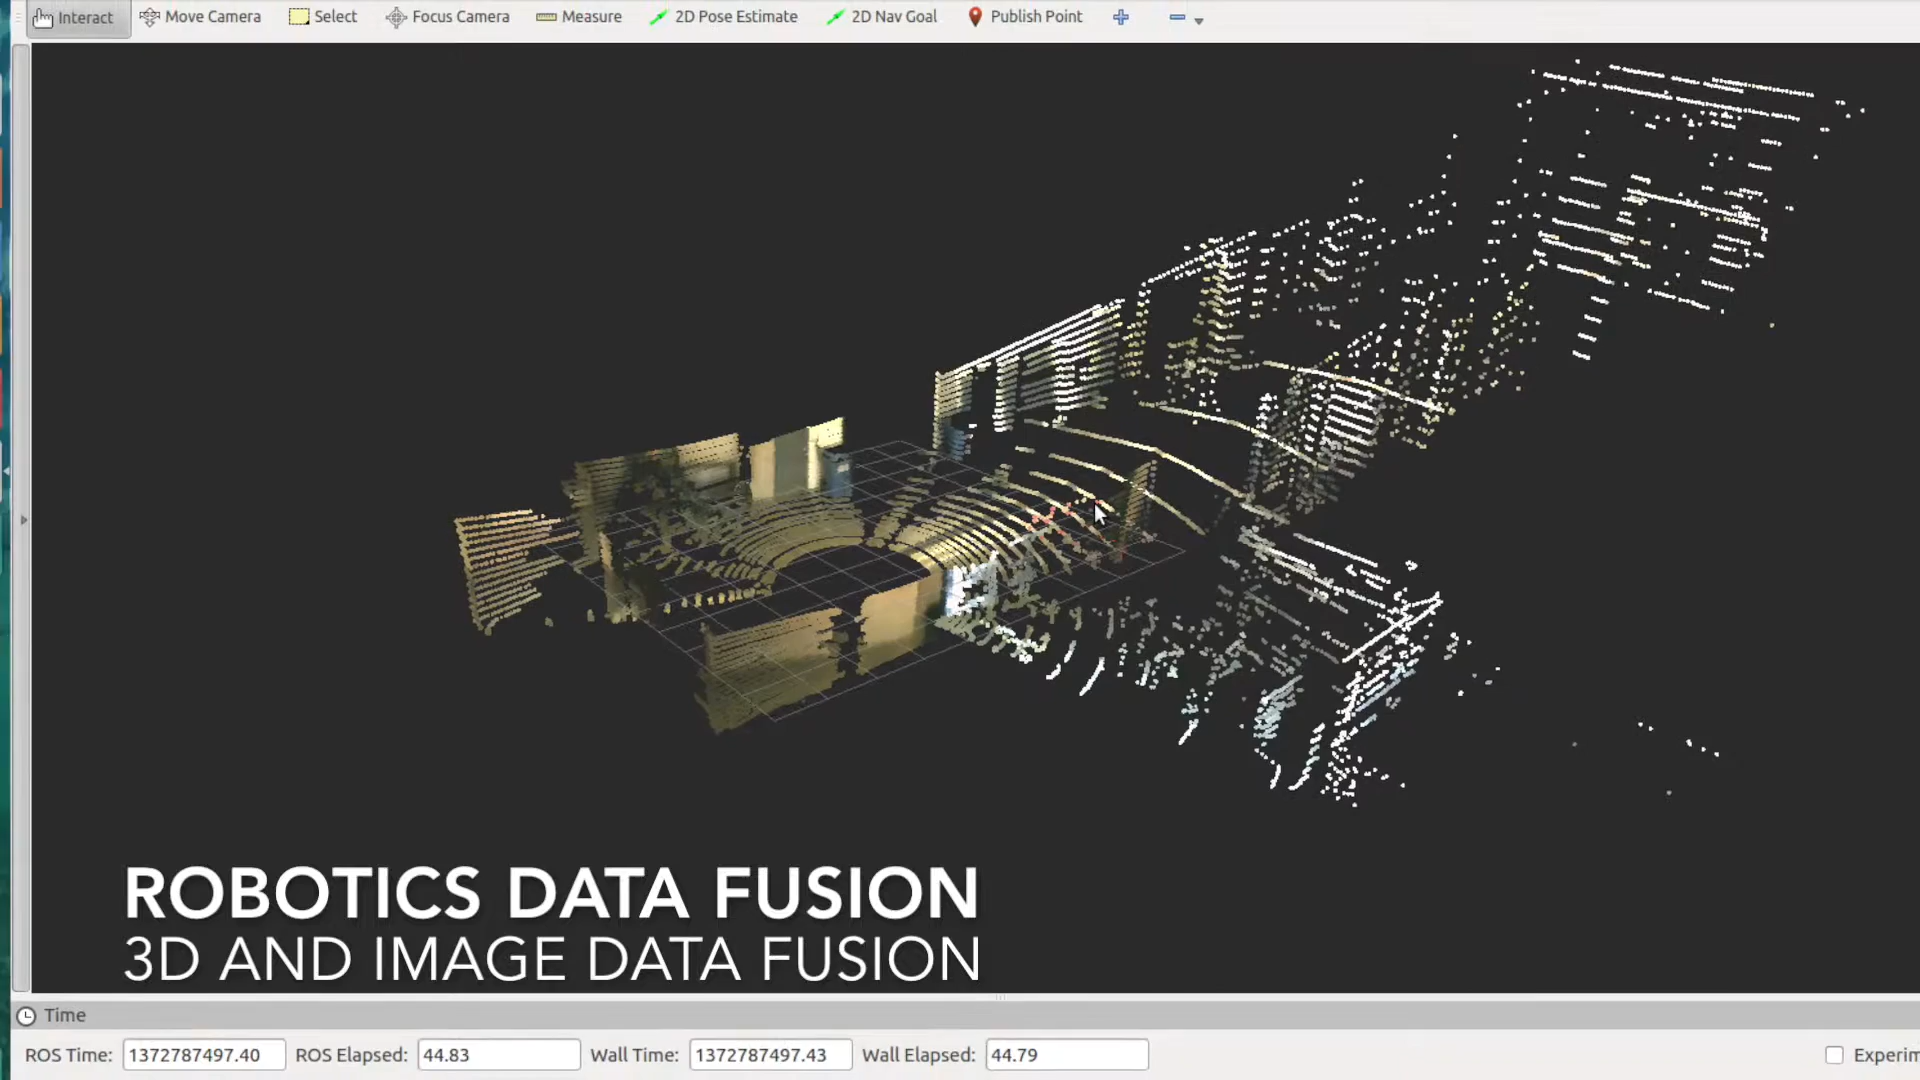 Interact Move Camera Select Focus Camera Measure 2D Pose Estimate 2D Nav Goal Publish Point
ROBOTICS DATA FUSION
3D AND IMAGE DATA FUSION
Time
ROS Time: 1372787497.40 ROS Elapsed: 44.83 Wall Time: 1372787497.43 Wall Elapsed: 44.79 Experim